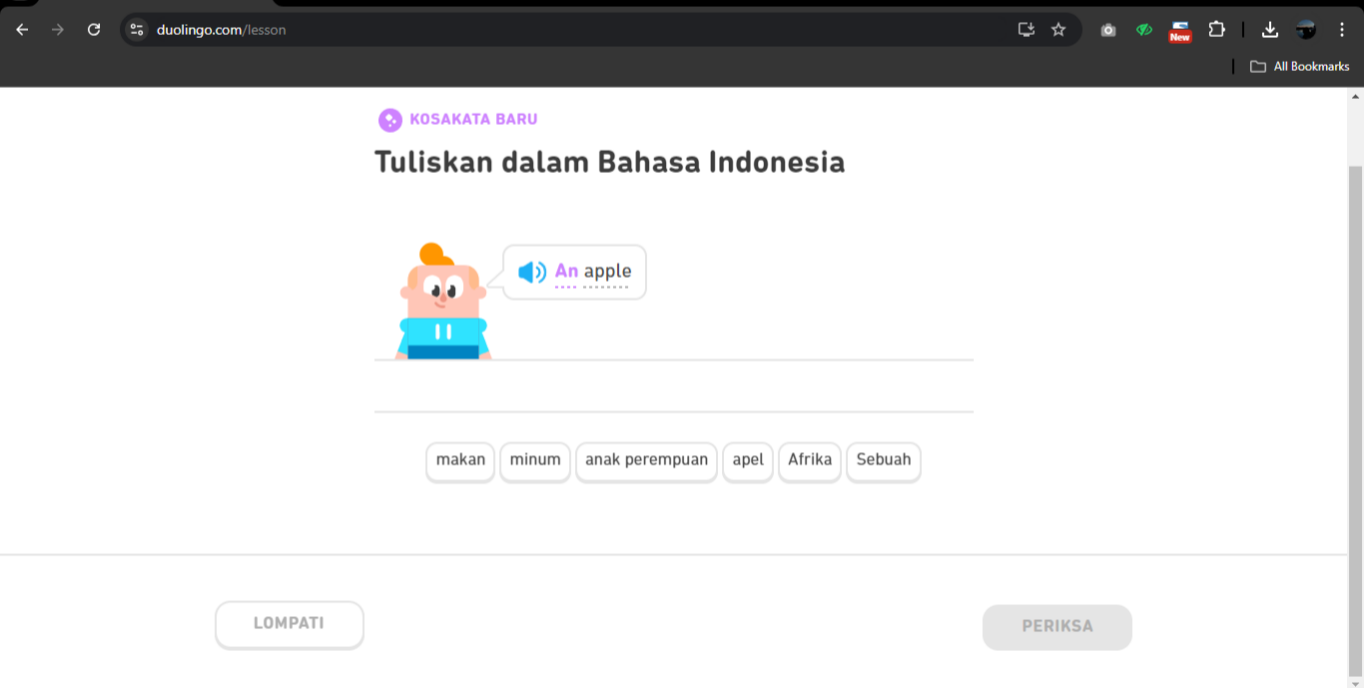 duolingo.com/lesson
New
All Bookmarks
KOSAKATA BARU
Tuliskan dalam Bahasa Indonesia
An apple
makan minum anak perempuan apel Afrika Sebuah
LOMPATI
PERIKSA